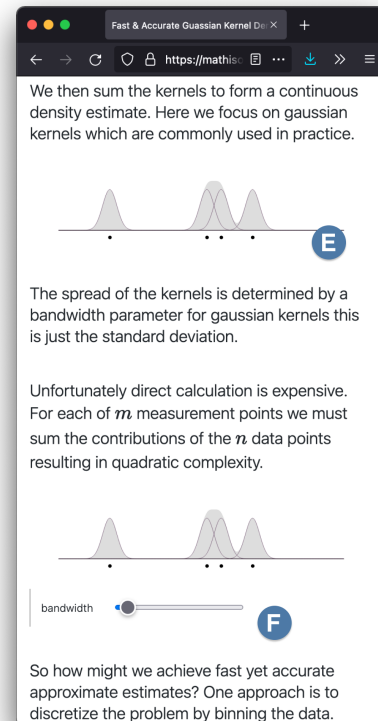 Fast & Accurate Guassian Kernel De
https://mathisc
We then sum the kernels to form a continuous
density estimate. Here we focus on gaussian
kernels which are commonly used in practice.
E
The spread of the kernels is determined by a
bandwidth parameter for gaussian kernels this
is just the standard deviation.
Unfortunately direct calculation is expensive.
For each of m measurement points we must
sum the contributions of the n data points
resulting in quadratic complexity.
bandwidth
F
So how might we achieve fast yet accurate
approximate estimates? One approach is to
discretize the problem by binning the data.